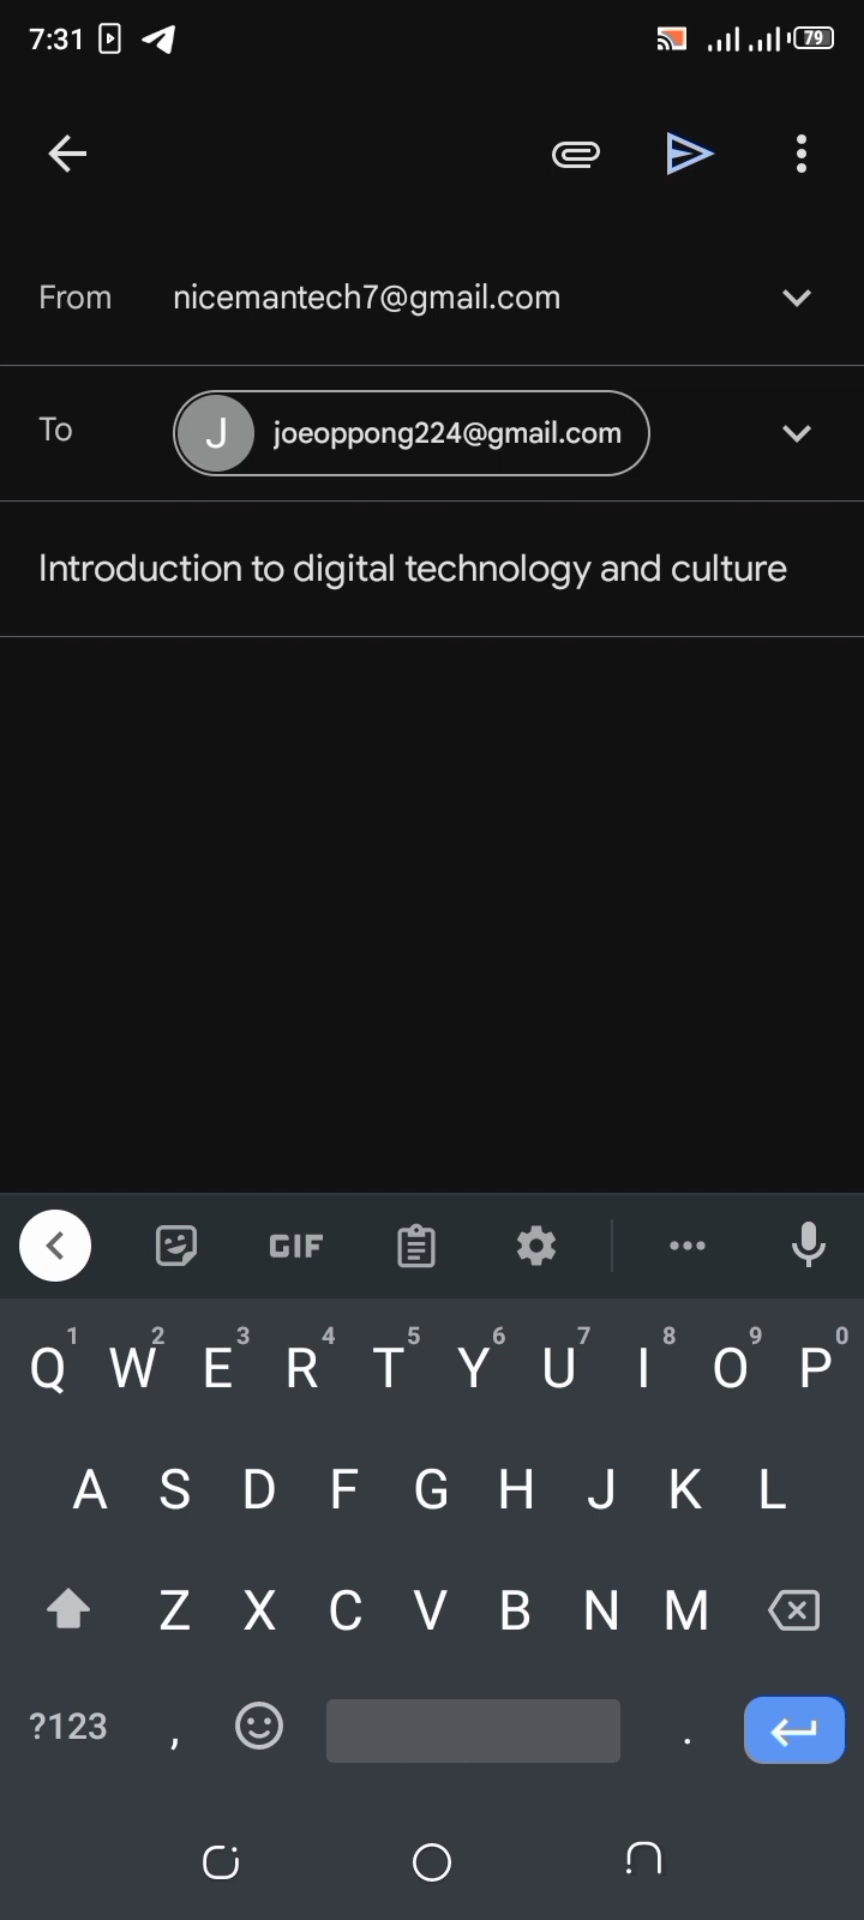 7:31 79
From nicemantech7@gmail.com
To J joeoppong224@gmail.com
Introduction to digital technology and culture
GIF
1 2 3 4 5 6 7 8 9 0
Q W E R T Y U I O P
A S D F G H J K L
Z X C V B N M
?123 , .